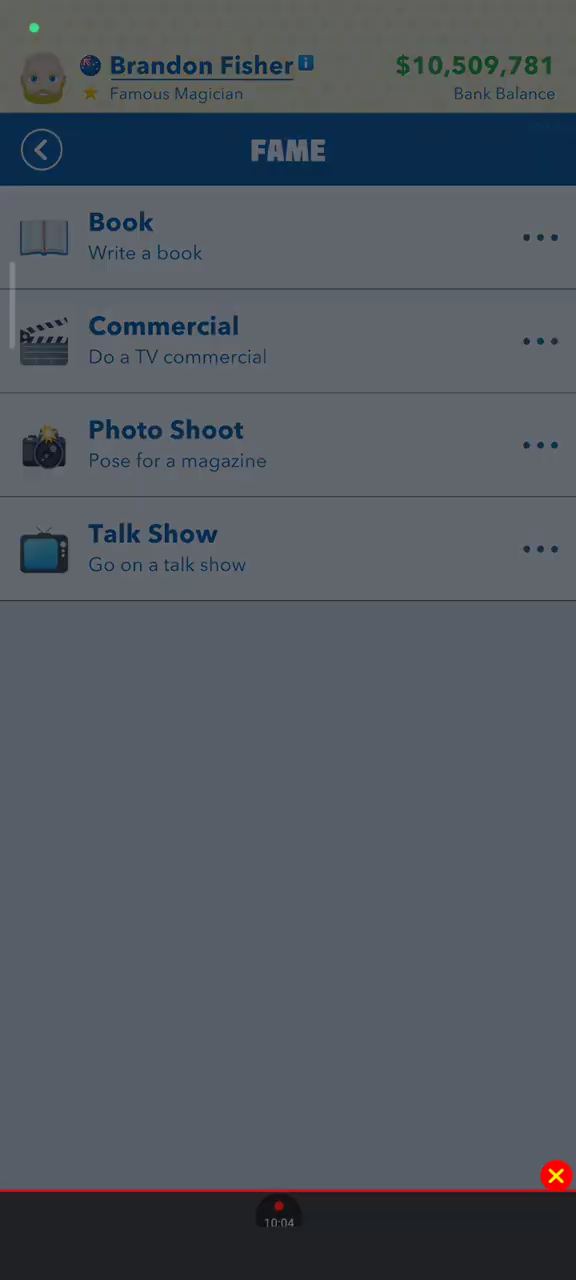 Brandon Fisher
$10,509,781
Famous Magician
Bank Balance
FAME
Book
Write a book
Commercial
Do a TV commercial
Photo Shoot
Pose for a magazine
Talk Show
Go on a talk show
10:04